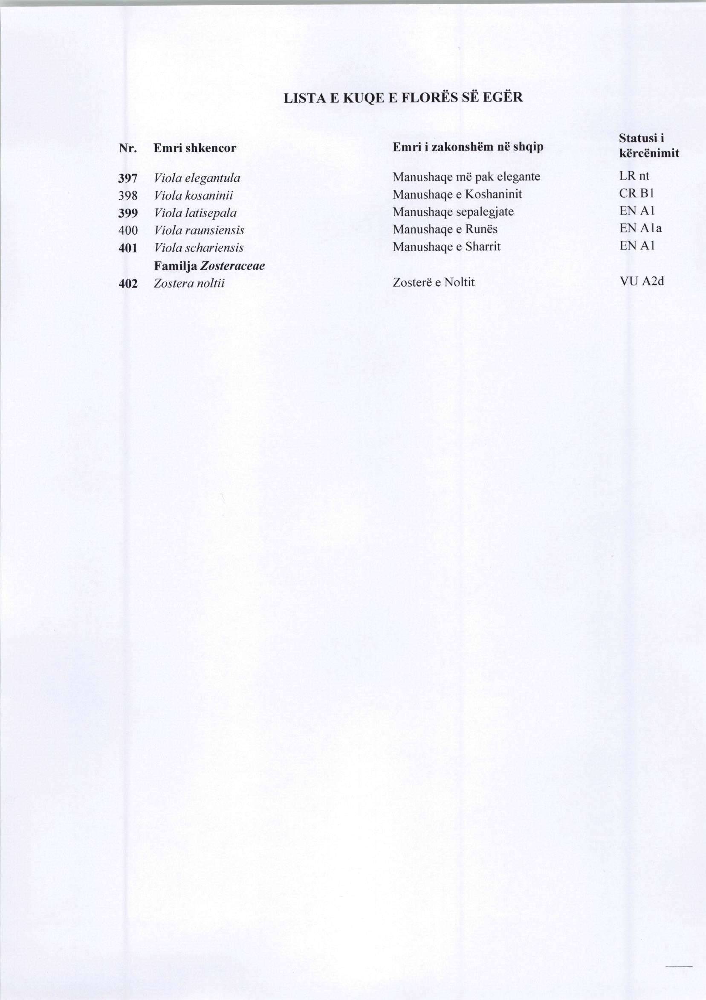 LISTA E KUQE E FLORËS SË EGËR
Nr. Emri shkencor Emri i zakonshëm në shqip Statusi i kërcënimit
397 Viola elegantula Manushaqe më pak elegante LR nt
398 Viola kosaninii Manushaqe e Koshaninit CR B1
399 Viola latisepala Manushaqe sepalegjate EN A1
400 Viola raunsiensis Manushaqe e Runës EN A1a
401 Viola schariensis Manushaqe e Sharrit EN A1
Familja Zosteraceae
402 Zostera noltii Zosterë e Noltit VU A2d